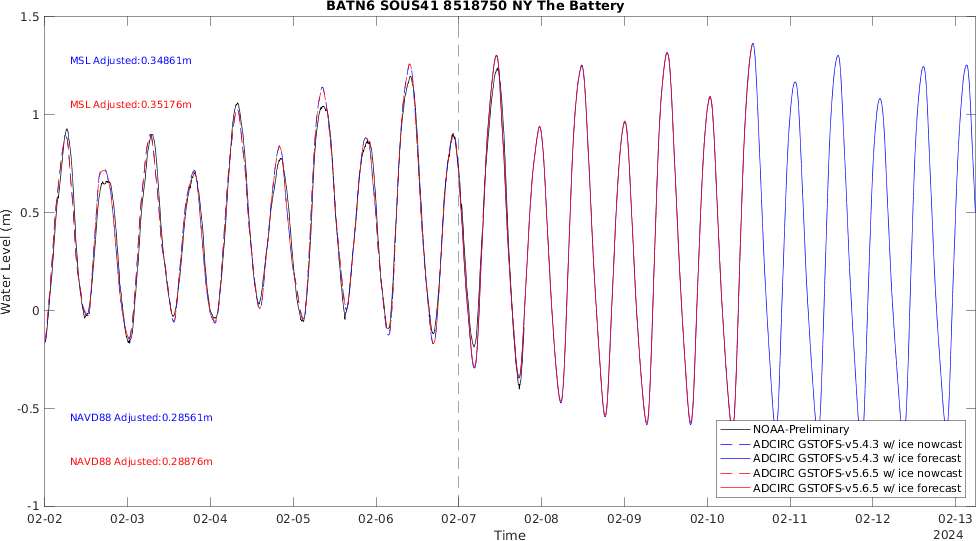 BATN6 SOUS41 8518750 NY The Battery
1.5
1
0.5
0
-0.5
-1
Water Level (m)
MSL Adjusted:0.34861m
MSL Adjusted:0.35176m
NAVD88 Adjusted:0.28561m
NAVD88 Adjusted:0.28876m
NOAA-Preliminary
ADCIRC GSTOFS-v5.4.3 w/ ice nowcast
ADCIRC GSTOFS-v5.4.3 w/ ice forecast
ADCIRC GSTOFS-v5.6.5 w/ ice nowcast
ADCIRC GSTOFS-v5.6.5 w/ ice forecast
02-02 02-03 02-04 02-05 02-06 02-07 02-08 02-09 02-10 02-11 02-12 02-13
Time
2024